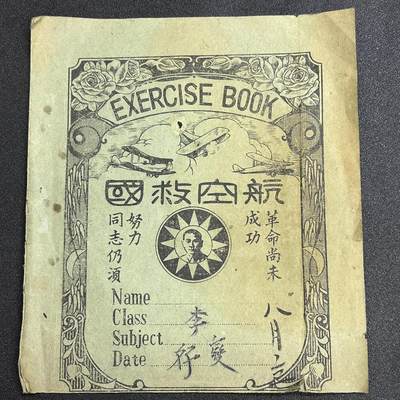 EXERCISE BOOK
航空救國
革命尚未
成功
同志仍須
努力
Name
Class
Subject
Date
李
八月